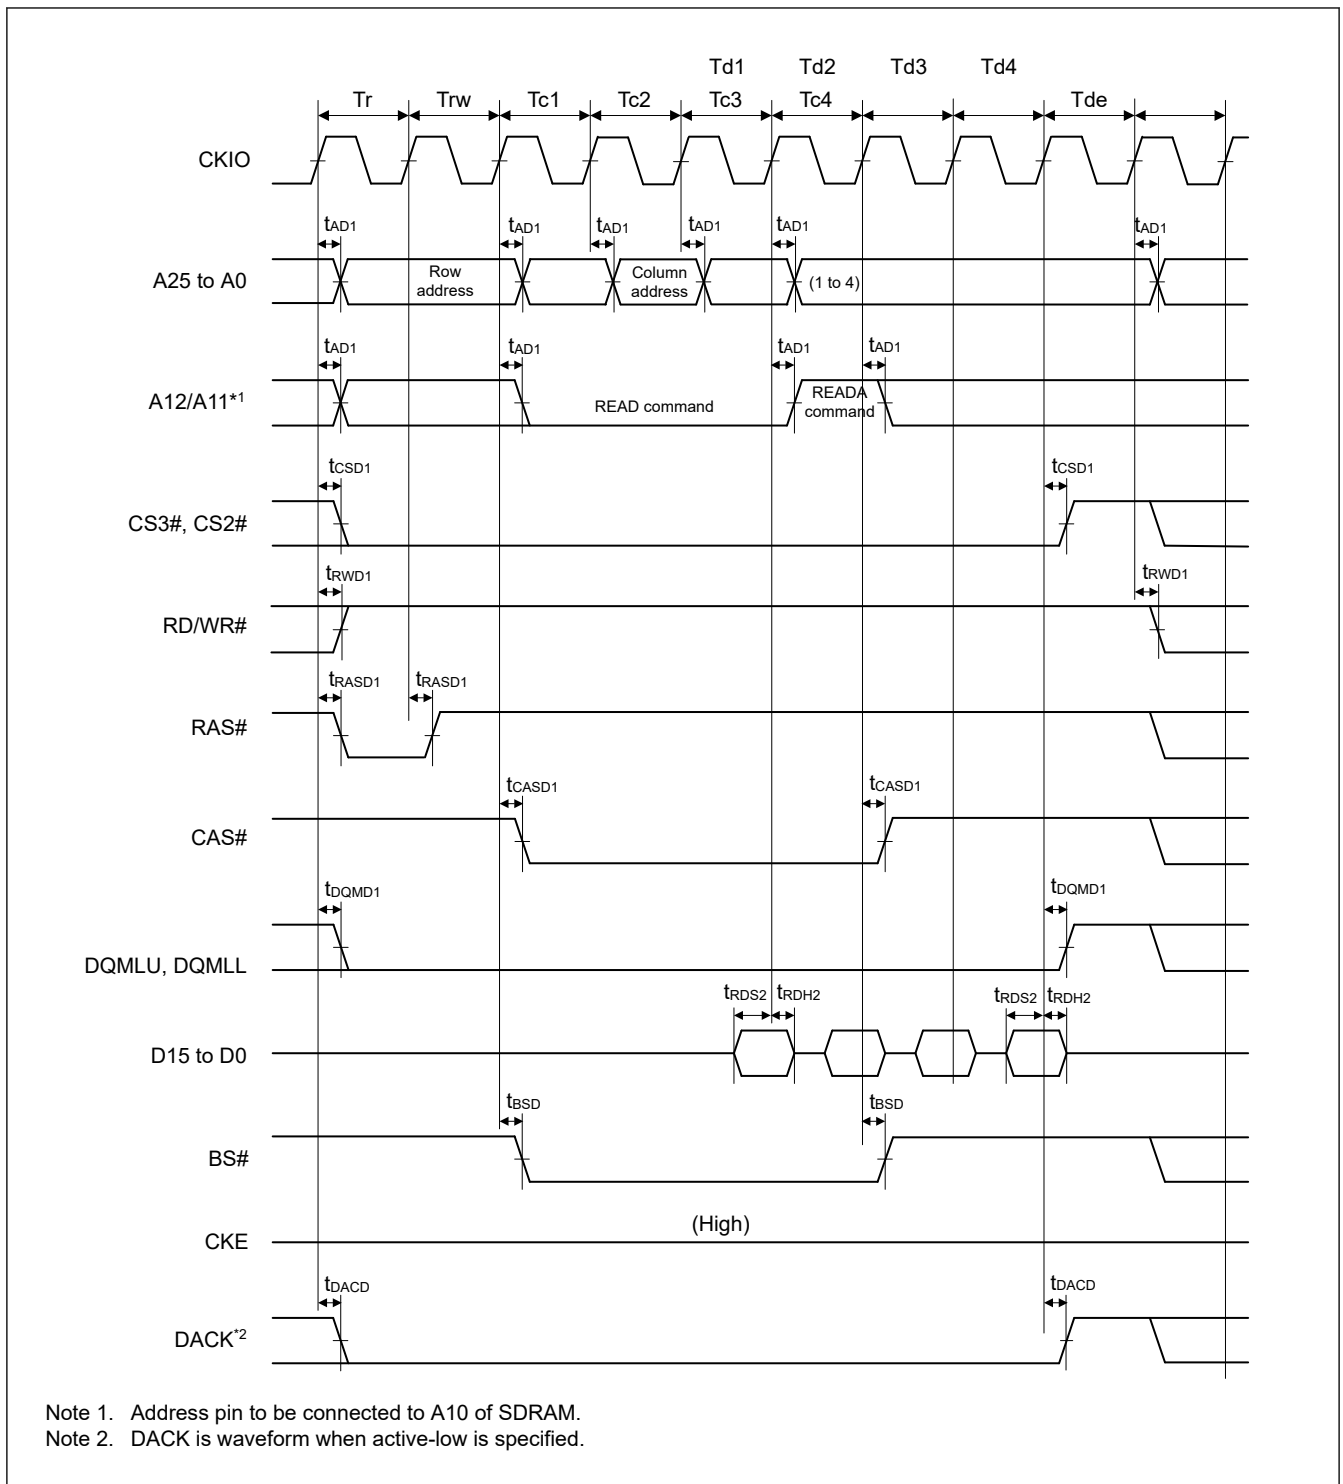 Td1 Td2 Td3 Td4
Tr Trw Tc1 Tc2 Tc3 Tc4 Tde
CKIO
tAD1 tAD1 tAD1 tAD1 tAD1 tAD1
A25 to A0
Row address
Column address
(1 to 4)
tAD1 tAD1 tAD1 tAD1
A12/A11*1
READ command
READA command
tCSD1 tCSD1
CS3#, CS2#
tRWD1 tRWD1
RD/WR#
tRASD1 tRASD1
RAS#
tCASD1 tCASD1
CAS#
tDQMD1 tDQMD1
DQMLU, DQMLL
tRDS2 tRDH2 tRDS2 tRDH2
D15 to D0
tBSD tBSD
BS#
(High)
CKE
tDACD tDACD
DACK*2
Note 1. Address pin to be connected to A10 of SDRAM.
Note 2. DACK is waveform when active-low is specified.